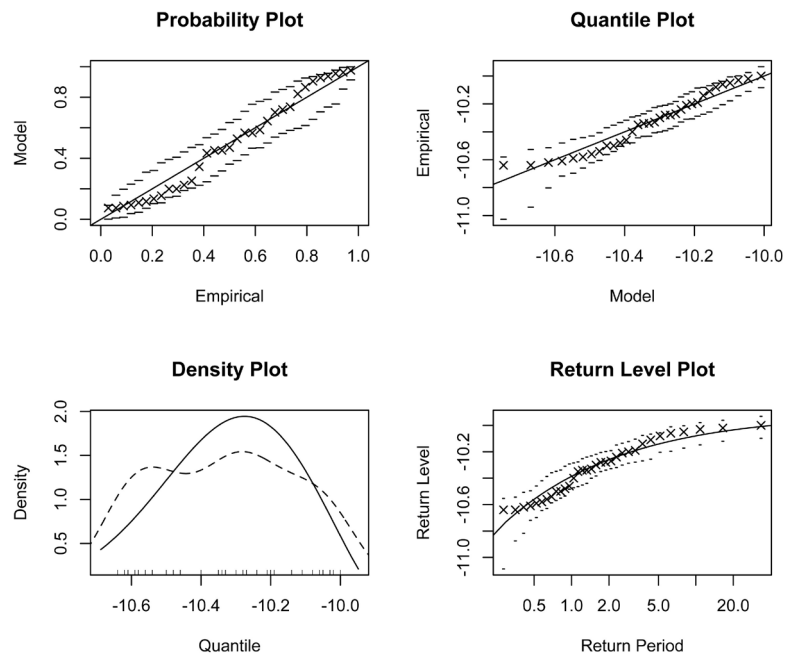 Probability Plot
Model
0.0 0.4 0.8
0.0 0.2 0.4 0.6 0.8 1.0
Empirical
Quantile Plot
Empirical
-11.0 -10.6 -10.2
-10.6 -10.4 -10.2 -10.0
Model
Density Plot
Density
0.5 1.0 1.5 2.0
-10.6 -10.4 -10.2 -10.0
Quantile
Return Level Plot
Return Level
-11.0 -10.6 -10.2
0.5 1.0 2.0 5.0 20.0
Return Period